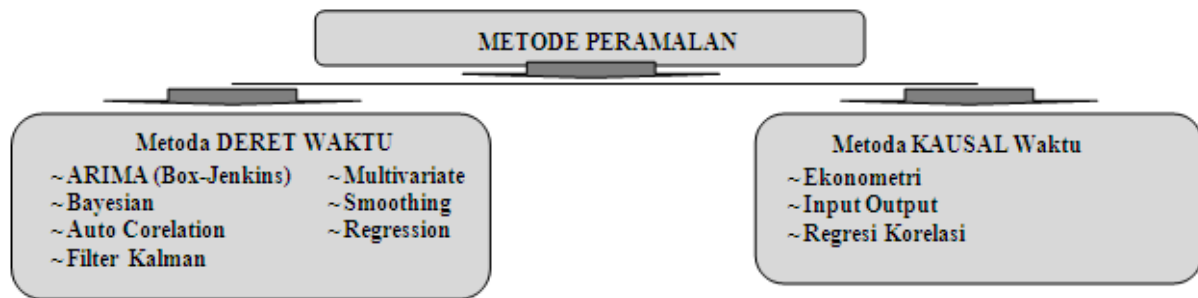 METODE PERAMALAN
Metoda DERET WAKTU
~ARIMA (Box-Jenkins)
~Bayesian
~Auto Corelation
~Filter Kalman
~Multivariate
~Smoothing
~Regression
Metoda KAUSAL Waktu
~Ekonometri
~Input Output
~Regresi Korelasi